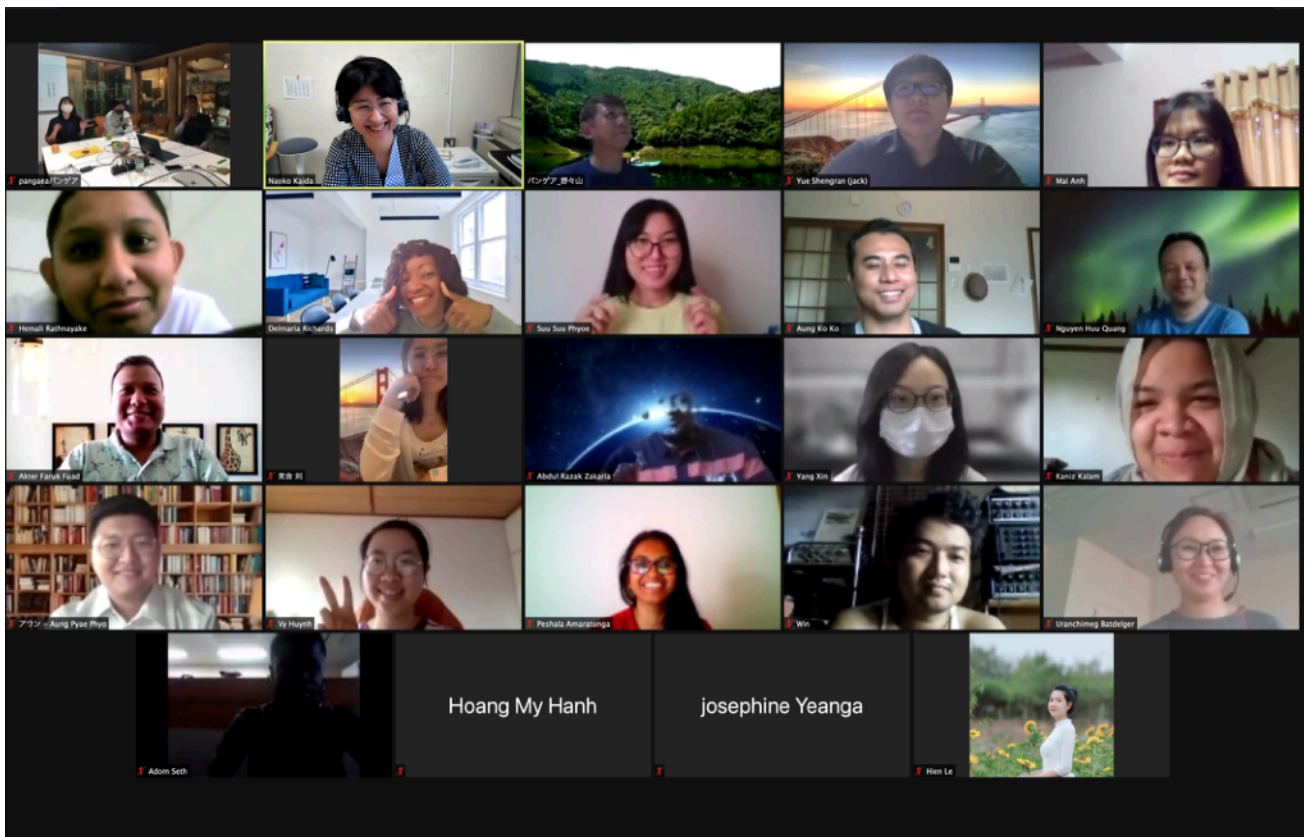 pangaeaパンゲア
Naoko Kaida
パンゲア_野々山
Yue Shengran (jack)
Mai Anh
Hemali Rathnayake
Delmaria Richards
Suu Suu Phyoe
Aung Ko Ko
Nguyen Huu Quang
Akter Faruk Fuad
Abdul Razak Zakaria
Yang Xin
Kaniz Kalam
アウン - Aung Pyae Phyo
Vy Huynh
Peshala Amaratunga
Win
Uranchimeg Batdelger
Adom Seth
Hoang My Hanh
josephine Yeanga
Hien Le